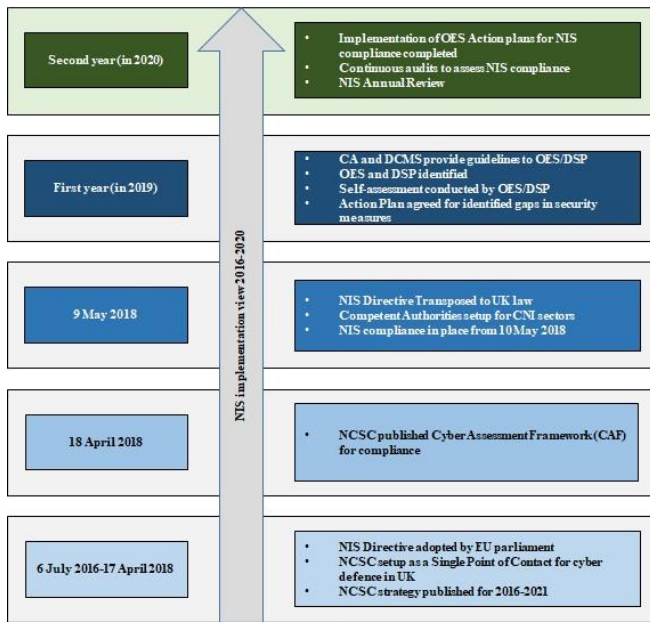 Second year (in 2020)
• Implementation of OES Action plans for NIS
compliance completed
• Continuous audits to assess NIS compliance
• NIS Annual Review
First year (in 2019)
• CA and DCMS provide guidelines to OES/DSP
• OES and DSP identified
• Self-assessment conducted by OES/DSP
• Action Plan agreed for identified gaps in security
measures
9 May 2018
• NIS Directive Transposed to UK law
• Competent Authorities setup for CNI sectors
• NIS compliance in place from 10 May 2018
18 April 2018
• NCSC published Cyber Assessment Framework (CAF)
for compliance
6 July 2016-17 April 2018
• NIS Directive adopted by EU parliament
• NCSC setup as a Single Point of Contact for cyber
defence in UK
• NCSC strategy published for 2016-2021
NIS implementation view 2016-2020